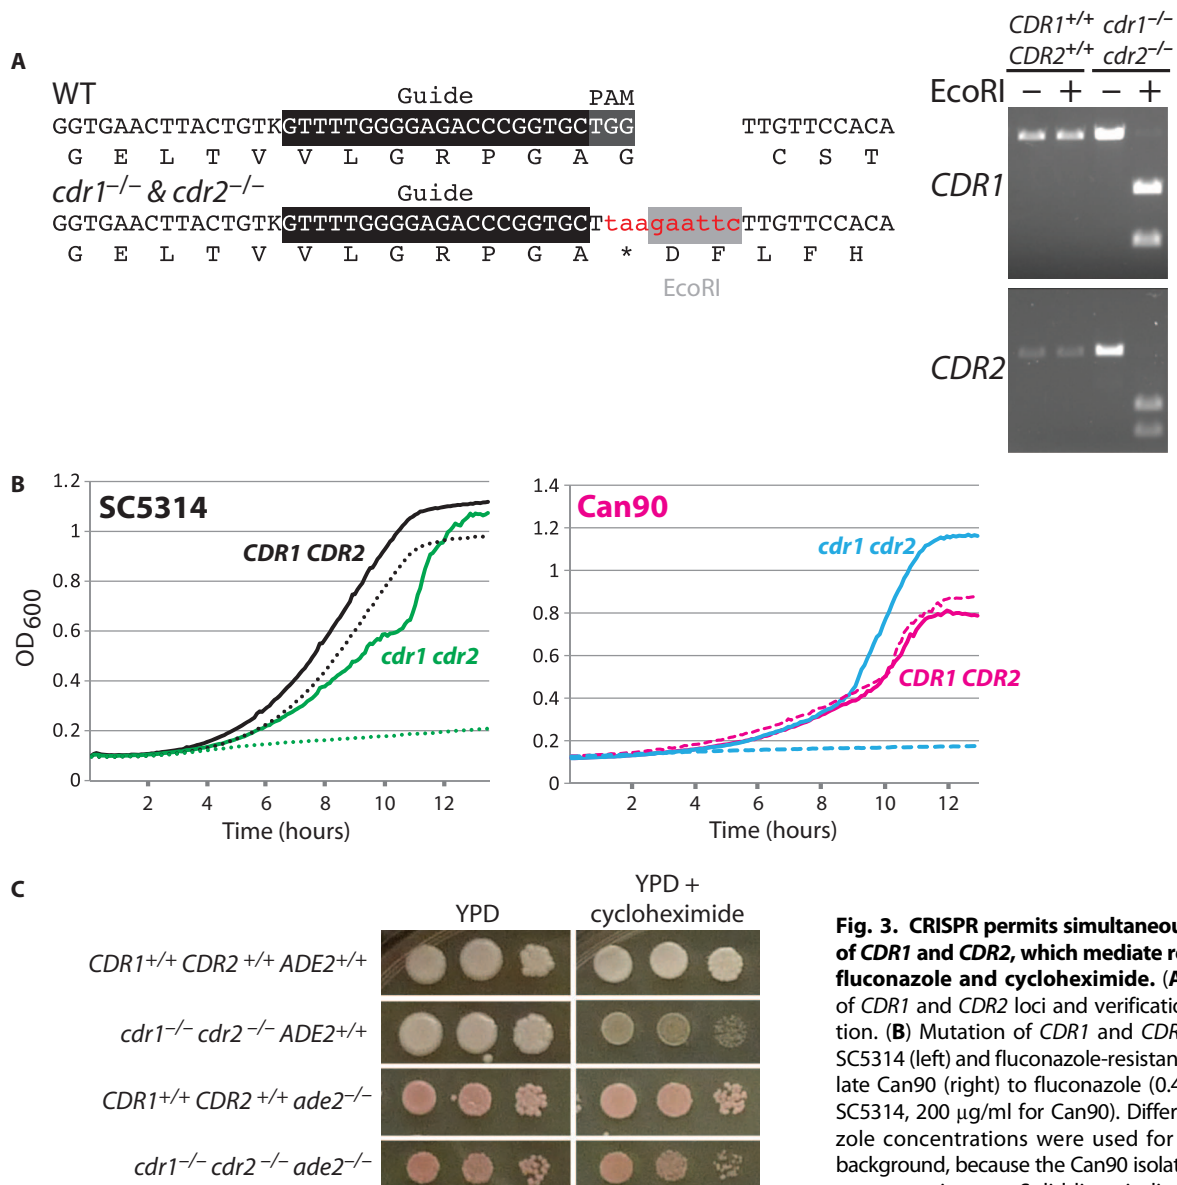 A
WT
Guide PAM
GGTGAACTTACTGTKGTTTTGGGGAGACCCGGTGCTGG TTGTTCCACA
G E L T V V L G R P G A G C S T
cdr1–/– & cdr2–/–
Guide
GGTGAACTTACTGTKGTTTTGGGGAGACCCGGTGCTtaagaattcTTGTTCCACA
G E L T V V L G R P G A * D F L F H
EcoRI
CDR1+/+ cdr1–/–
CDR2+/+ cdr2–/–
EcoRI – + – +
CDR1
CDR2
B
SC5314
CDR1 CDR2
cdr1 cdr2
OD600
1.2
1
0.8
0.6
0.4
0.2
0
2 4 6 8 10 12
Time (hours)
Can90
cdr1 cdr2
CDR1 CDR2
1.4
1.2
1
0.8
0.6
0.4
0.2
0
2 4 6 8 10 12
Time (hours)
C
YPD
YPD +
cycloheximide
CDR1+/+ CDR2 +/+ ADE2+/+
cdr1–/– cdr2 –/– ADE2+/+
CDR1+/+ CDR2 +/+ ade2–/–
cdr1–/– cdr2 –/– ade2–/–
Fig. 3. CRISPR permits simultaneou
of CDR1 and CDR2, which mediate re
fluconazole and cycloheximide. (A
of CDR1 and CDR2 loci and verificatio
tion. (B) Mutation of CDR1 and CDR
SC5314 (left) and fluconazole-resistan
late Can90 (right) to fluconazole (0.4
SC5314, 200 μg/ml for Can90). Differ
zole concentrations were used for
background, because the Can90 isolat